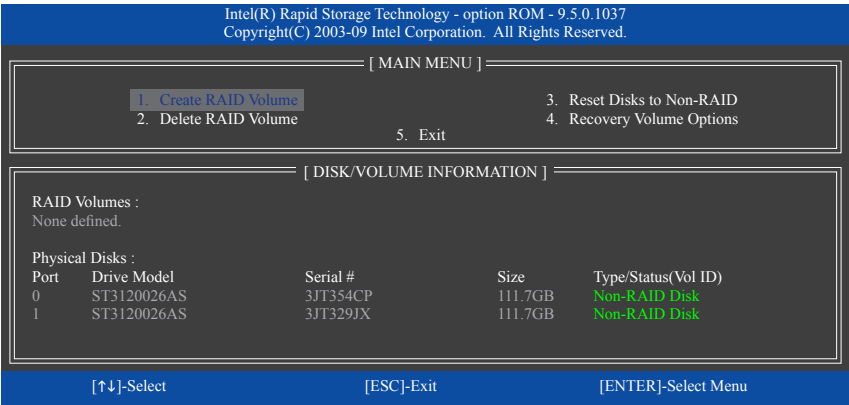 Intel(R) Rapid Storage Technology - option ROM - 9.5.0.1037
Copyright(C) 2003-09 Intel Corporation.  All Rights Reserved.
[ MAIN MENU ]
1. Create RAID Volume 3. Reset Disks to Non-RAID
2. Delete RAID Volume 4. Recovery Volume Options
5. Exit
[ DISK/VOLUME INFORMATION ]
RAID Volumes :
None defined.
Physical Disks :
Port Drive Model Serial # Size Type/Status(Vol ID)
0 ST3120026AS 3JT354CP 111.7GB Non-RAID Disk
1 ST3120026AS 3JT329JX 111.7GB Non-RAID Disk
[↑↓]-Select [ESC]-Exit [ENTER]-Select Menu